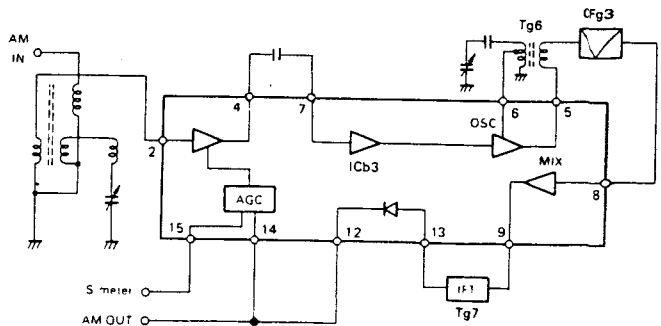 AM
IN
Tg6
CFg3
4
7
6
5
OSC
2
ICb3
MIX
8
AGC
15
14
12
13
9
S meter
IFT
Tg7
AM OUT